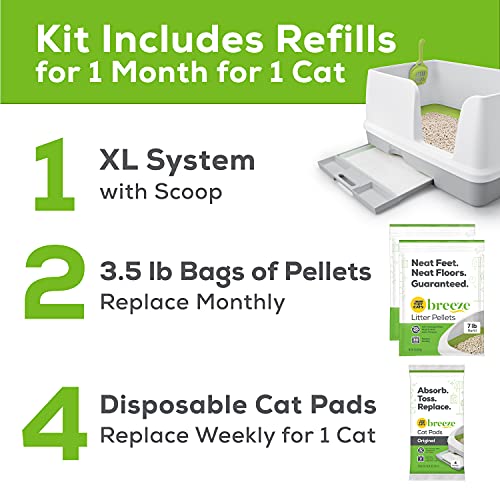 Kit Includes Refills
for 1 Month for 1 Cat
1
XL System
with Scoop
2
3.5 lb Bags of Pellets
Replace Monthly
Neat Feet.
Neat Floors.
Guaranteed.
breeze
Litter Pellets
7 lb
4
Disposable Cat Pads
Replace Weekly for 1 Cat
Absorb.
Toss.
Replace.
breeze
Cat Pads
Original